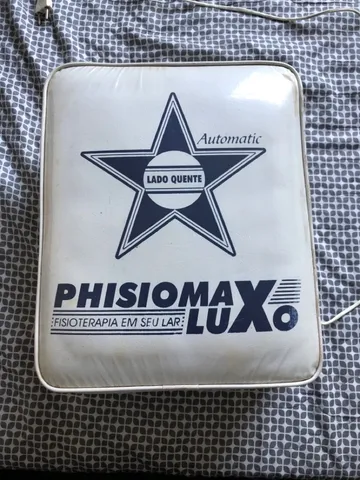 Automatic
LADO QUENTE
PHISIOMAX
FISIOTERAPIA EM SEU LAR LUXO